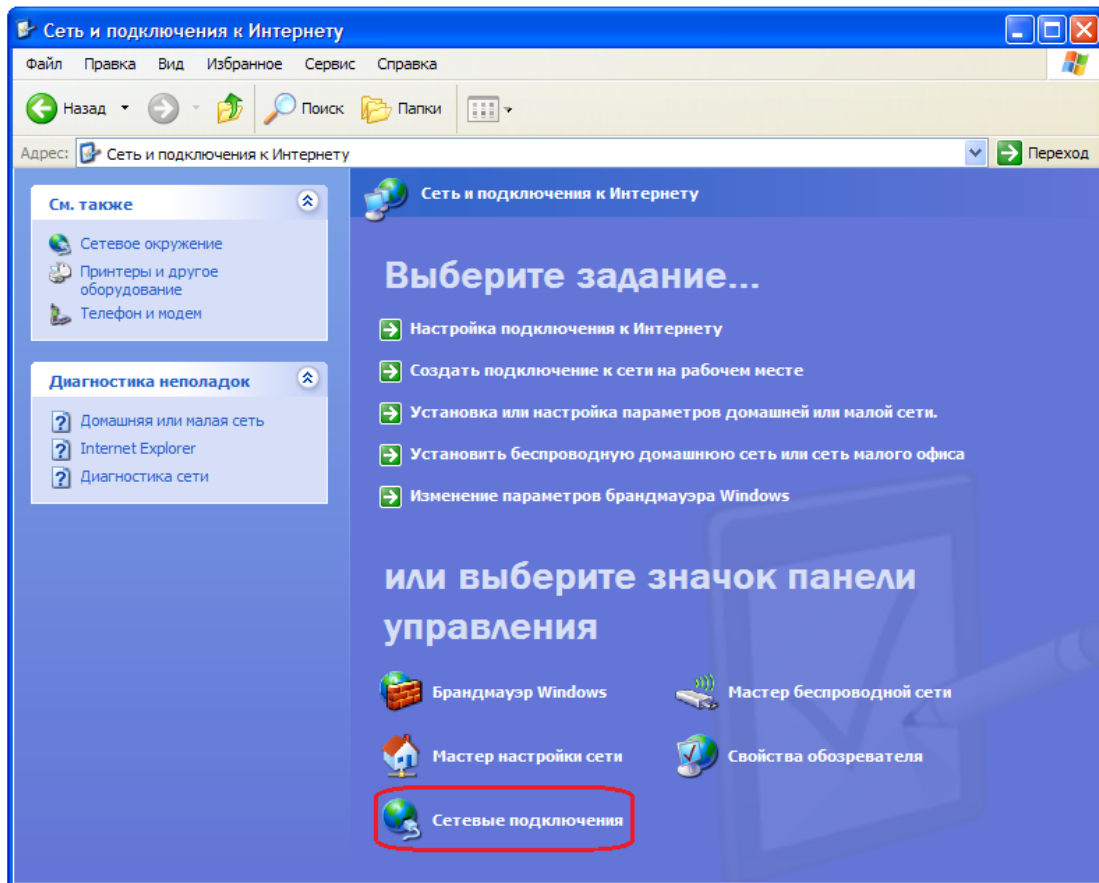 Сеть и подключения к Интернету
Файл Правка Вид Избранное Сервис Справка
Назад Поиск Папки
Адрес: Сеть и подключения к Интернету Переход
См. также
Сетевое окружение
Принтеры и другое
оборудование
Телефон и модем
Диагностика неполадок
Домашняя или малая сеть
Internet Explorer
Диагностика сети
Сеть и подключения к Интернету
Выберите задание...
Настройка подключения к Интернету
Создать подключение к сети на рабочем месте
Установка или настройка параметров домашней или малой сети.
Установить беспроводную домашнюю сеть или сеть малого офиса
Изменение параметров брандмауэра Windows
или выберите значок панели
управления
Брандмауэр Windows Мастер беспроводной сети
Мастер настройки сети Свойства обозревателя
Сетевые подключения